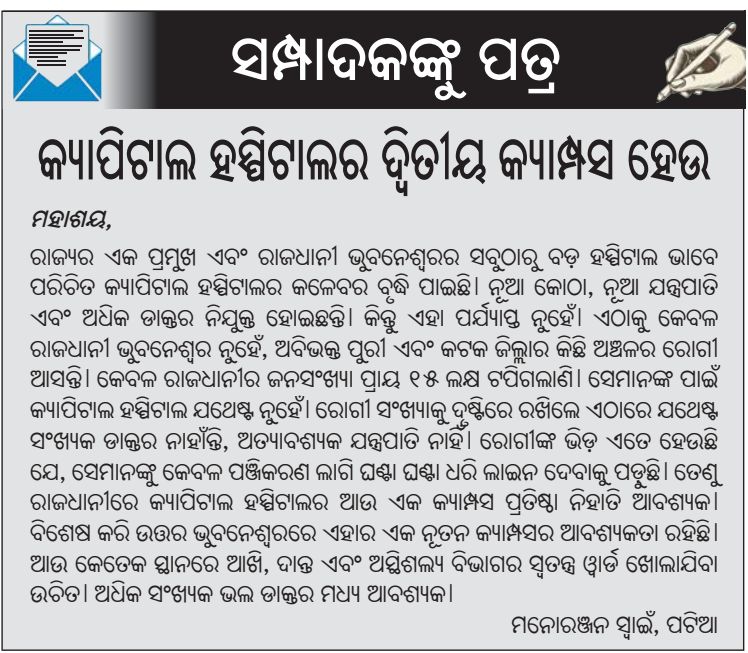 ସମ୍ପାଦକଙ୍କୁ ପତ୍ର
କ୍ୟାପିଟାଲ ହସ୍ପିଟାଲର ଦ୍ୱିତୀୟ କ୍ୟାମ୍ପସ ହେଉ
ମହାଶୟ,
ରାଜ୍ୟର ଏକ ପ୍ରମୁଖ ଏବଂ ରାଜଧାନୀ ଭୁବନେଶ୍ୱରର ସବୁଠାରୁ ବଡ଼ ହସ୍ପିଟାଲ ଭାବେ
ପରିଚିତ କ୍ୟାପିଟାଲ ହସ୍ପିଟାଲର କଳେବର ବୃଦ୍ଧି ପାଇଛି। ନୂଆ କୋଠା, ନୂଆ ଯନ୍ତ୍ରପାତି
ଏବଂ ଅଧିକ ଡାକ୍ତର ନିଯୁକ୍ତ ହୋଇଛନ୍ତି। କିନ୍ତୁ ଏହା ପର୍ଯ୍ୟାପ୍ତ ନୁହେଁ। ଏଠାକୁ କେବଳ
ରାଜଧାନୀ ଭୁବନେଶ୍ୱର ନୁହେଁ, ଅବିଭକ୍ତ ପୁରୀ ଏବଂ କଟକ ଜିଲ୍ଲାର କିଛି ଅଞ୍ଚଳର ରୋଗୀ
ଆସନ୍ତି। କେବଳ ରାଜଧାନୀର ଜନସଂଖ୍ୟା ପ୍ରାୟ ୧୫ ଲକ୍ଷ ଟପିଗଲାଣି। ସେମାନଙ୍କ ପାଇଁ
କ୍ୟାପିଟାଲ ହସ୍ପିଟାଲ ଯଥେଷ୍ଟ ନୁହେଁ। ରୋଗୀ ସଂଖ୍ୟାକୁ ଦୃଷ୍ଟିରେ ରଖିଲେ ଏଠାରେ ଯଥେଷ୍ଟ
ସଂଖ୍ୟକ ଡାକ୍ତର ନାହାଁନ୍ତି, ଅତ୍ୟାବଶ୍ୟକ ଯନ୍ତ୍ରପାତି ନାହିଁ। ରୋଗୀଙ୍କ ଭିଡ଼ ଏତେ ହେଉଛି
ଯେ, ସେମାନଙ୍କୁ କେବଳ ପଞ୍ଜିକରଣ ଲାଗି ଘଣ୍ଟା ଘଣ୍ଟା ଧରି ଲାଇନ ଦେବାକୁ ପଡୁଛି। ତେଣୁ
ରାଜଧାନୀରେ କ୍ୟାପିଟାଲ ହସ୍ପିଟାଲର ଆଉ ଏକ କ୍ୟାମ୍ପସ ପ୍ରତିଷ୍ଠା ନିହାତି ଆବଶ୍ୟକ।
ବିଶେଷ କରି ଉତ୍ତର ଭୁବନେଶ୍ୱରରେ ଏହାର ଏକ ନୂତନ କ୍ୟାମ୍ପସର ଆବଶ୍ୟକତା ରହିଛି।
ଆଉ କେତେକ ସ୍ଥାନରେ ଆଖି, ଦାନ୍ତ ଏବଂ ଅସ୍ଥିଶଲ୍ୟ ବିଭାଗର ସ୍ୱତନ୍ତ୍ର ୱାର୍ଡ ଖୋଲାଯିବା
ଉଚିତ। ଅଧିକ ସଂଖ୍ୟକ ଭଲ ଡାକ୍ତର ମଧ୍ୟ ଆବଶ୍ୟକ।
ମନୋରଞ୍ଜନ ସ୍ୱାଇଁ, ପଟିଆ